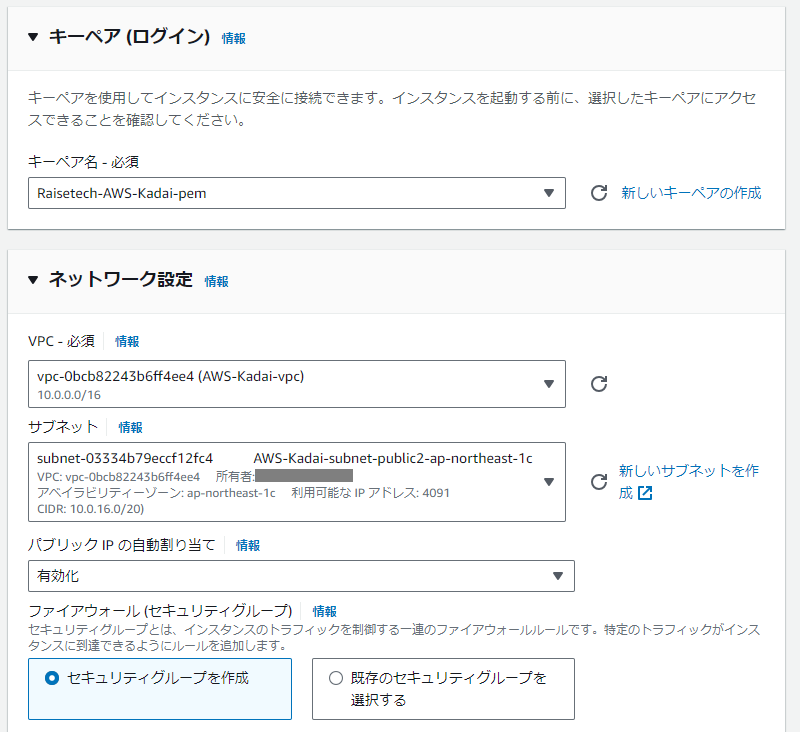 キーペア (ログイン) 情報
キーペアを使用してインスタンスに安全に接続できます。インスタンスを起動する前に、選択したキーペアにアクセ
スできることを確認してください。
キーペア名 - 必須
Raisetech-AWS-Kadai-pem
新しいキーペアの作成
ネットワーク設定 情報
VPC - 必須 情報
vpc-0bcb82243b6ff4ee4 (AWS-Kadai-vpc)
10.0.0.0/16
サブネット 情報
subnet-03334b79eccf12fc4 AWS-Kadai-subnet-public2-ap-northeast-1c
VPC: vpc-0bcb82243b6ff4ee4 所有者:
アベイラビリティーゾーン: ap-northeast-1c 利用可能な IP アドレス: 4091
CIDR: 10.0.16.0/20)
新しいサブネットを作
成
パブリック IP の自動割り当て 情報
有効化
ファイアウォール (セキュリティグループ) 情報
セキュリティグループとは、インスタンスのトラフィックを制御する一連のファイアウォールルールです。特定のトラフィックがインス
タンスに到達できるようにルールを追加します。
セキュリティグループを作成
既存のセキュリティグループを
選択する